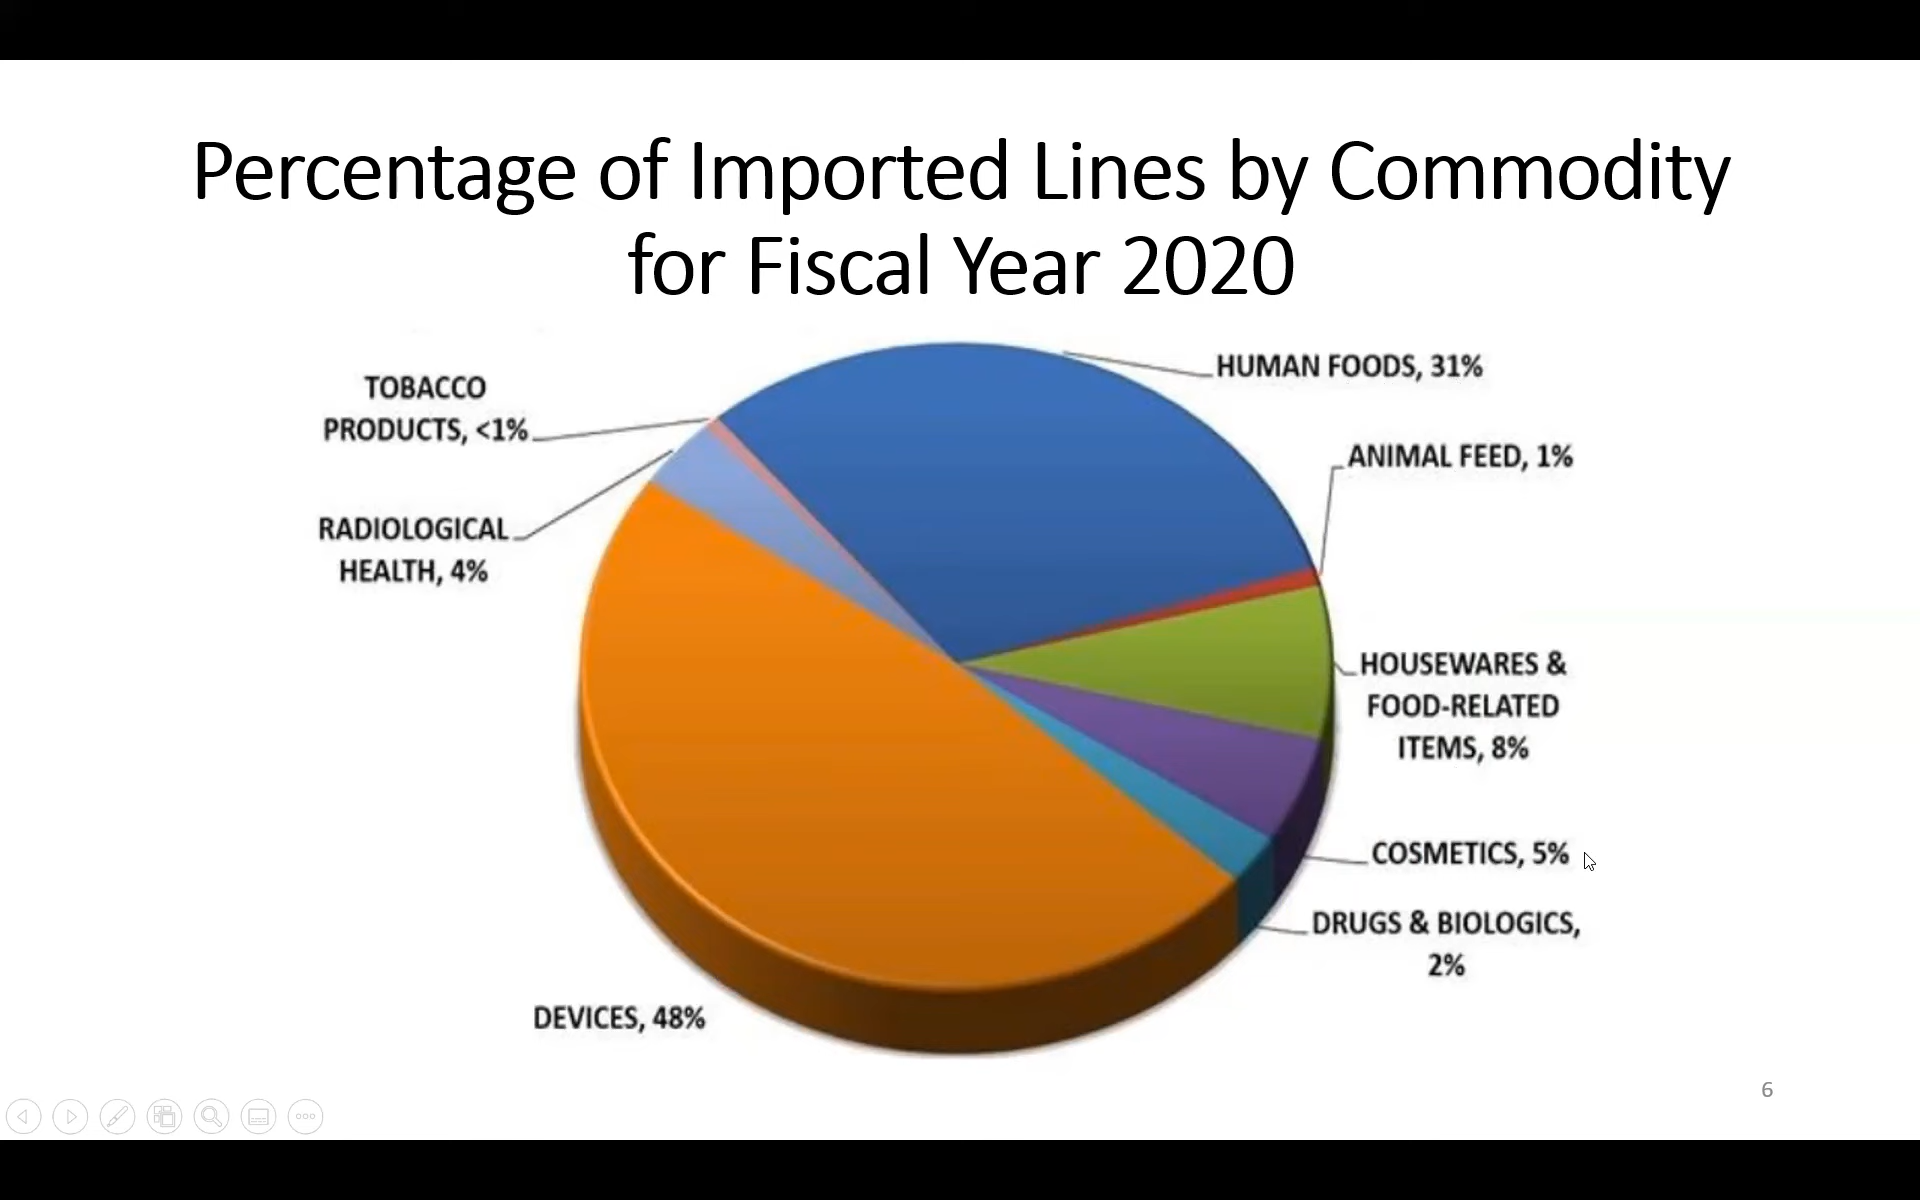 Percentage of Imported Lines by Commodity
for Fiscal Year 2020
TOBACCO
PRODUCTS, <1%
HUMAN FOODS, 31%
ANIMAL FEED, 1%
RADIOLOGICAL
HEALTH, 4%
HOUSEWARES &
FOOD-RELATED
ITEMS, 8%
COSMETICS, 5%
DRUGS & BIOLOGICS,
2%
DEVICES, 48%
6